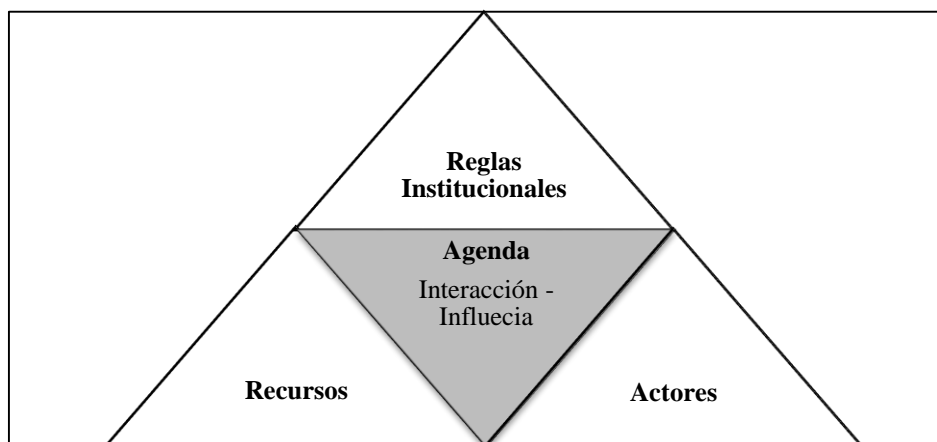 Reglas
Institucionales
Agenda
Interacción -
Influecia
Recursos
Actores